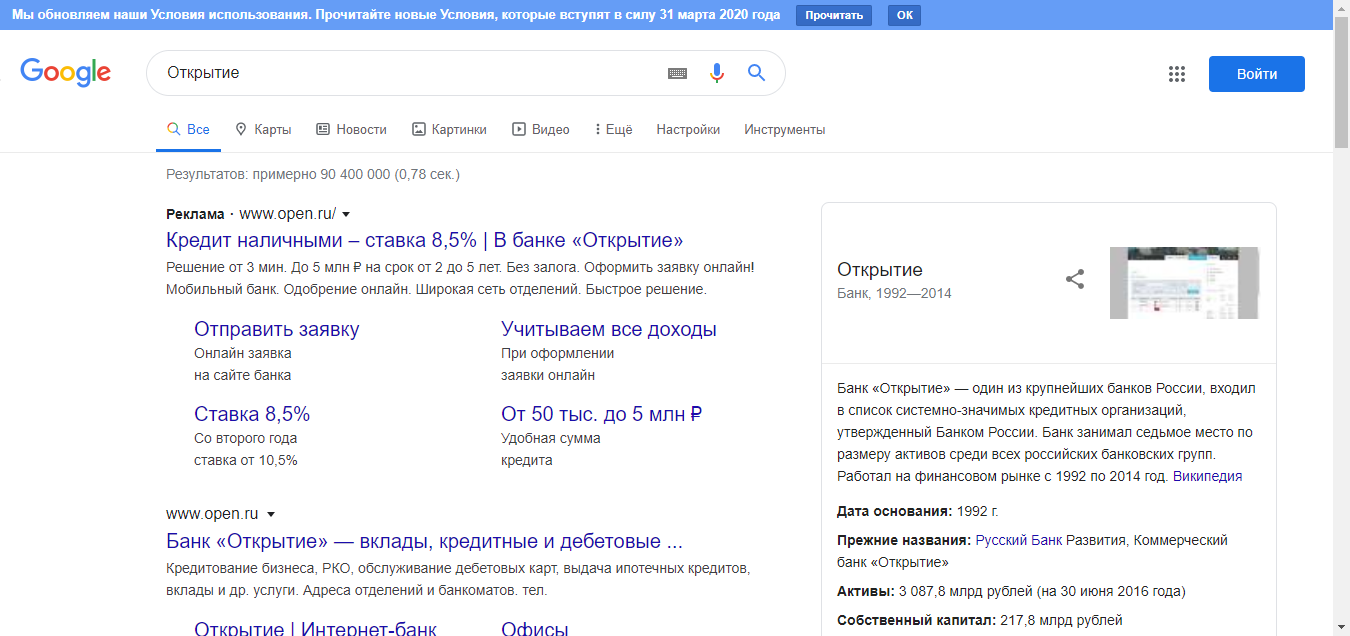 Мы обновляем наши Условия использования. Прочитайте новые Условия, которые вступят в силу 31 марта 2020 года Прочитать ОК
Google
Открытие
Войти
Все Карты Новости Картинки Видео Ещё Настройки Инструменты
Результатов: примерно 90 400 000 (0,78 сек.)
Реклама · www.open.ru/
Кредит наличными – ставка 8,5% | В банке «Открытие»
Решение от 3 мин. До 5 млн ₽ на срок от 2 до 5 лет. Без залога. Оформить заявку онлайн!
Мобильный банк. Одобрение онлайн. Широкая сеть отделений. Быстрое решение.
Отправить заявку
Онлайн заявка
на сайте банка
Учитываем все доходы
При оформлении
заявки онлайн
Ставка 8,5%
Со второго года
ставка от 10,5%
От 50 тыс. до 5 млн ₽
Удобная сумма
кредита
www.open.ru
Банк «Открытие» — вклады, кредитные и дебетовые ...
Кредитование бизнеса, РКО, обслуживание дебетовых карт, выдача ипотечных кредитов,
вклады и др. услуги. Адреса отделений и банкоматов. тел.
Открытие | Интернет-банк
Офисы
Открытие
Банк, 1992—2014
Банк «Открытие» — один из крупнейших банков России, входил
в список системно-значимых кредитных организаций,
утвержденный Банком России. Банк занимал седьмое место по
размеру активов среди всех российских банковских групп.
Работал на финансовом рынке с 1992 по 2014 год. Википедия
Дата основания: 1992 г.
Прежние названия: Русский Банк Развития, Коммерческий
банк «Открытие»
Активы: 3 087,8 млрд рублей (на 30 июня 2016 года)
Собственный капитал: 217,8 млрд рублей